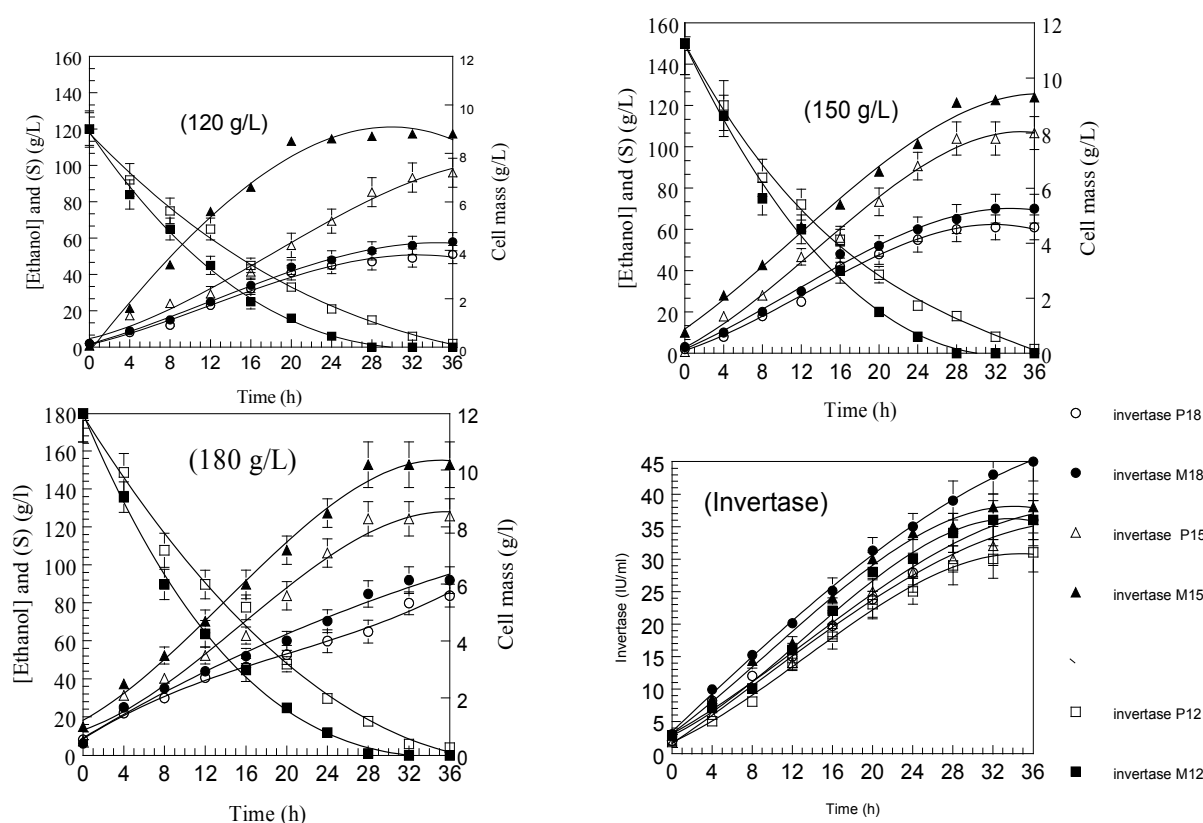 (120 g/L)
[Ethanol] and (S) (g/L)
160
140
120
100
80
60
40
20
0
12
10
8
6
4
2
0
Cell mass (g/L)
0 4 8 12 16 20 24 28 32 36
Time (h)
(150 g/L)
[Ethanol] and (S) (g/L)
160
140
120
100
80
60
40
20
0
12
10
8
6
4
2
0
Cell mass (g/L)
0 4 8 12 16 20 24 28 32 36
Time (h)
(180 g/L)
[Ethanol] and (S) (g/l)
180
160
140
120
100
80
60
40
20
0
12
10
8
6
4
2
0
Cell mass (g/l)
0 4 8 12 16 20 24 28 32 36
Time (h)
(Invertase)
Invertase (IU/ml)
45
40
35
30
25
20
15
10
5
0
0 4 8 12 16 20 24 28 32 36
Time (h)
invertase P18
invertase M18
invertase P15
invertase M15
invertase P12
invertase M12